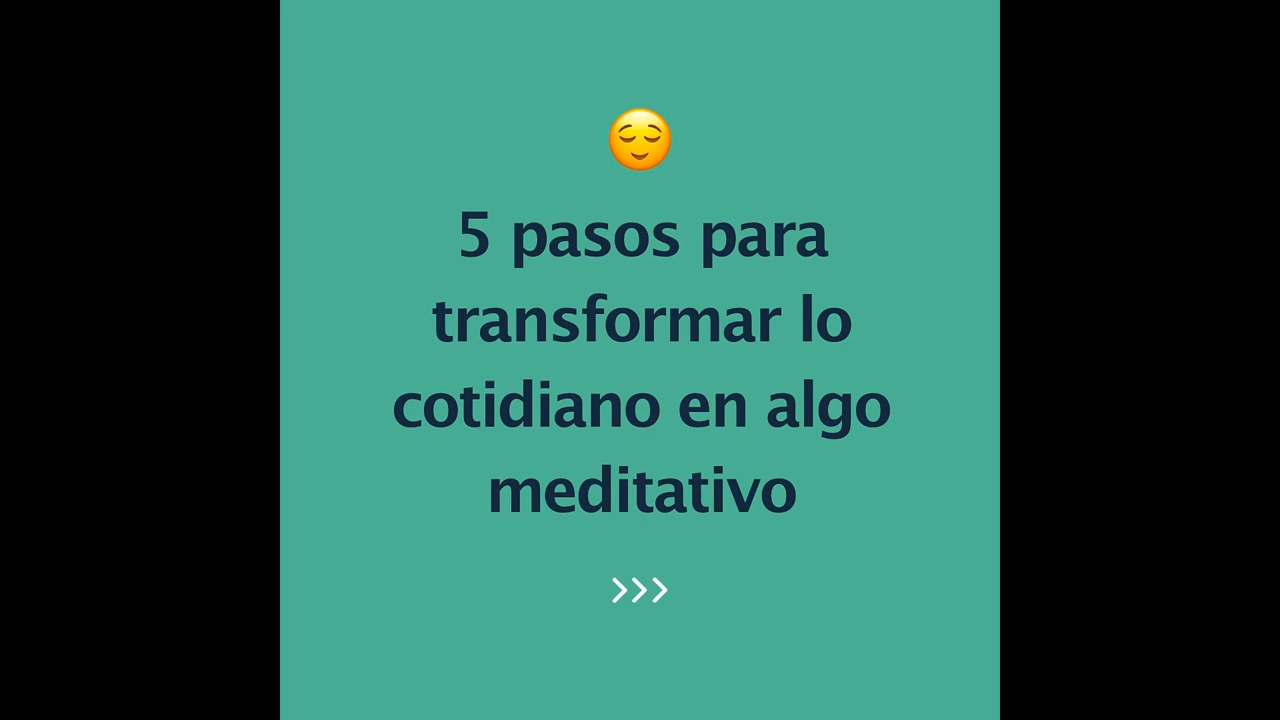 5 pasos para
transformar lo
cotidiano en algo
meditativo
>>>